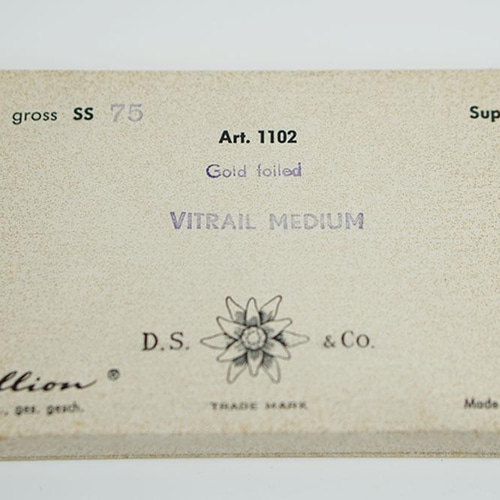 gross SS 75
Sup
Art. 1102
Gold foiled
VITRAIL MEDIUM
D.S. & Co.
llion ®
., ges. gesch.
TRADE MARK
Made